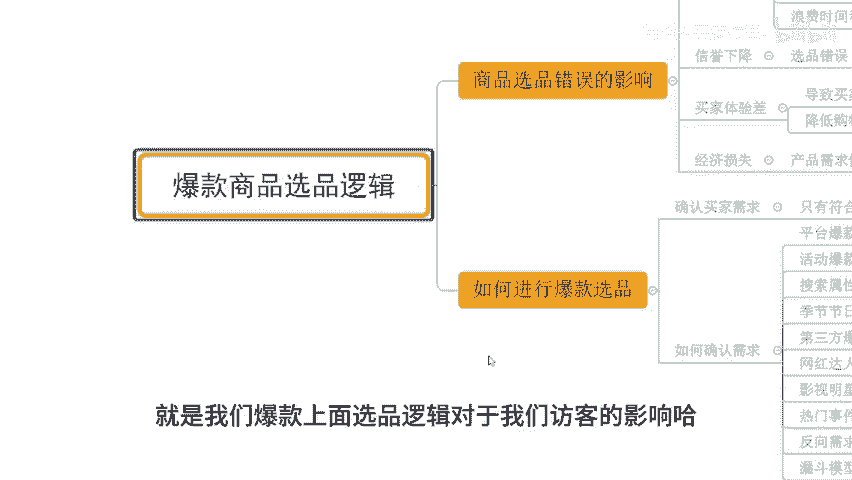 浪费时间
商品选品错误的影响
信誉下降
选品错误
买家体验差
导致买
降低购
经济损失
产品需求
爆款商品选品逻辑
确认买家需求
只有符合
平台爆款
活动爆款
搜索属性
季节节日
如何进行爆款选品
第三方爆
如何确认需求
网红达人
影视明星
热门事件
反向需求
漏斗模型
就是我们爆款上面选品逻辑对于我们访客的影响哈